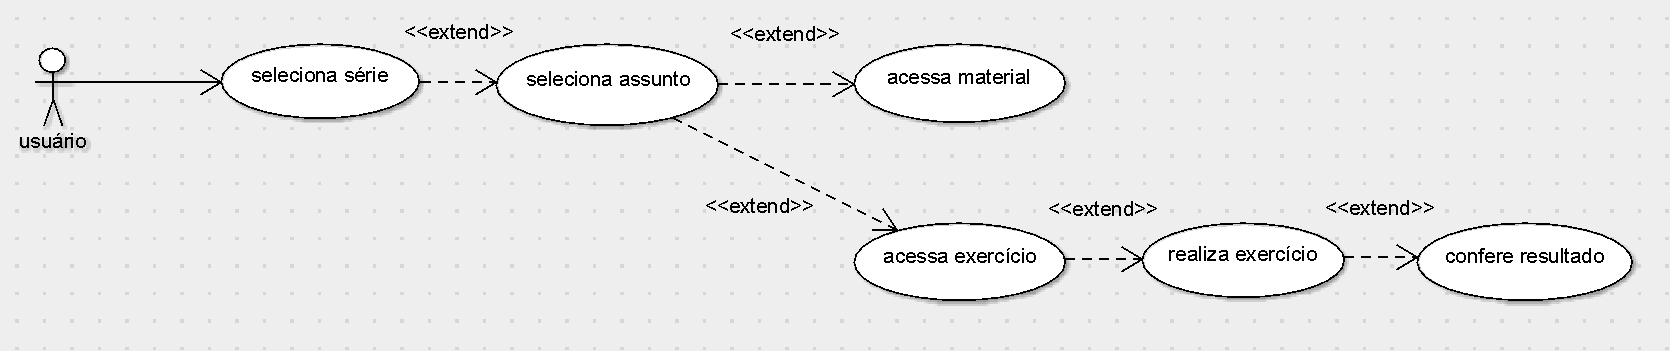 <<extend>>
<<extend>>
seleciona série
seleciona assunto
acessa material
usuário
<<extend>>
<<extend>>
<<extend>>
acessa exercício
realiza exercício
confere resultado